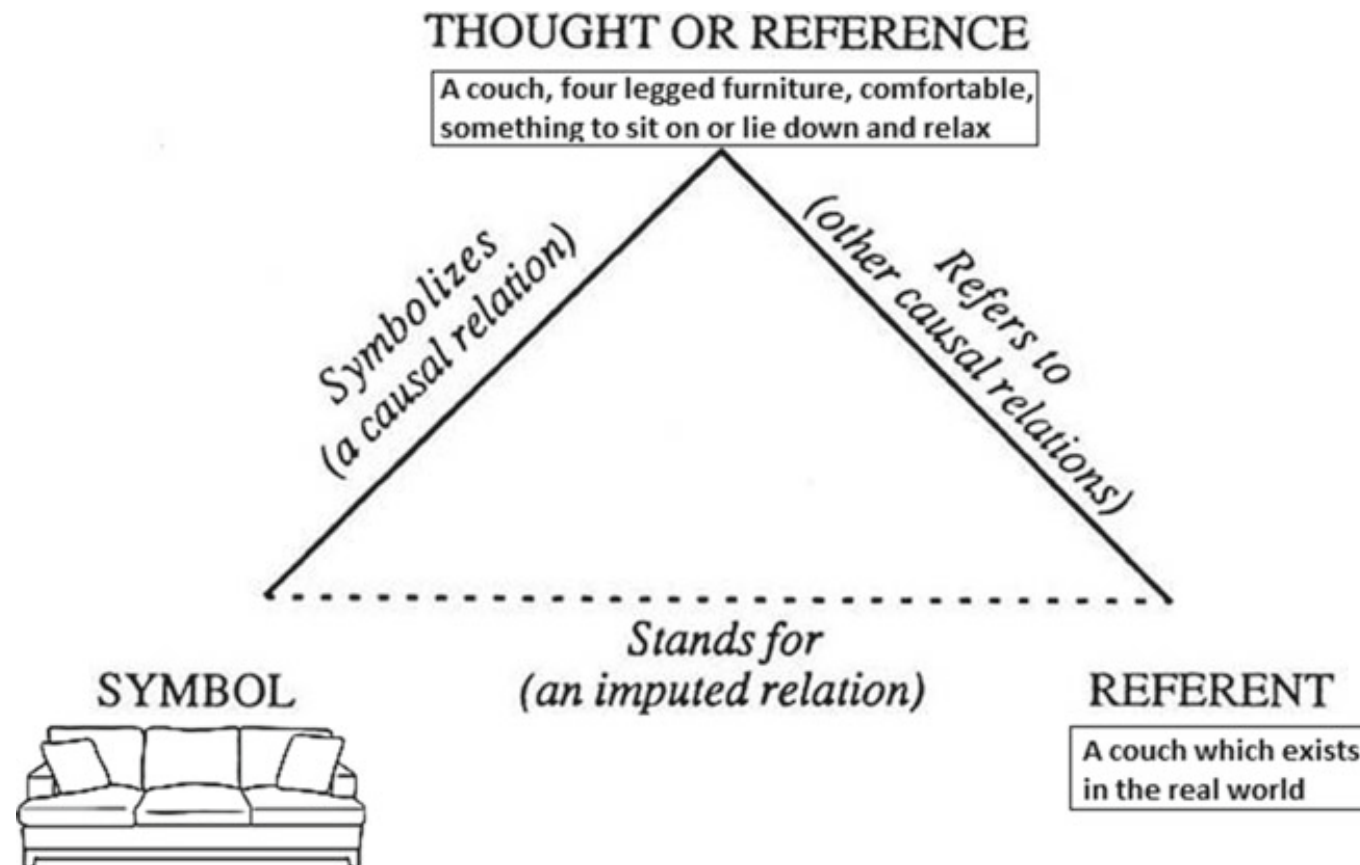 THOUGHT OR REFERENCE
A couch, four legged furniture, comfortable,
something to sit on or lie down and relax
Symbolizes
(a causal relation)
Refers to
(other causal relations)
Stands for
(an imputed relation)
SYMBOL
REFERENT
A couch which exists
in the real world